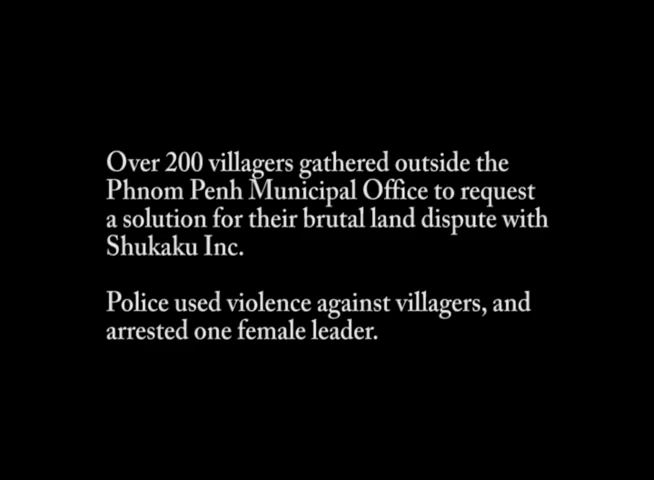 Over 200 villagers gathered outside the
Phnom Penh Municipal Office to request
a solution for their brutal land dispute with
Shukaku Inc.
Police used violence against villagers, and
arrested one female leader.